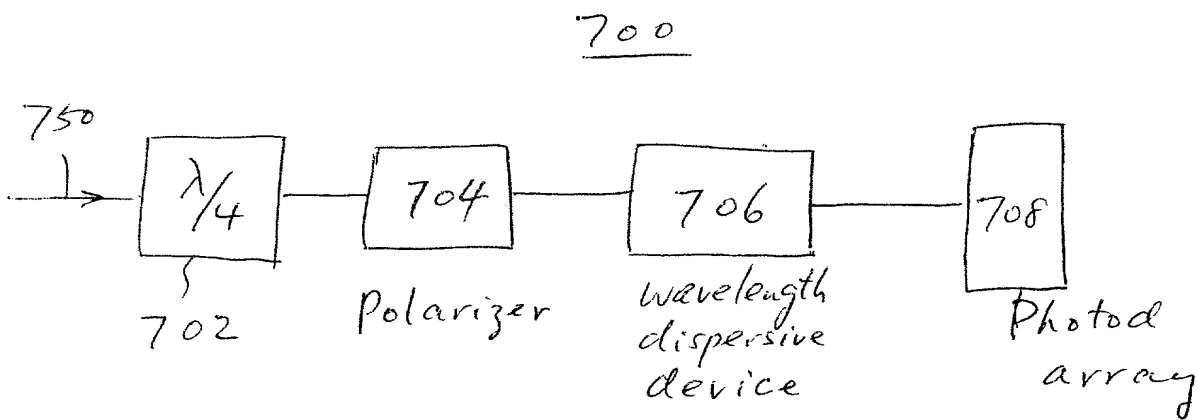 700
750
λ/4
704
706
708
702
Polarizer
wavelength
dispersive
device
Photod
array